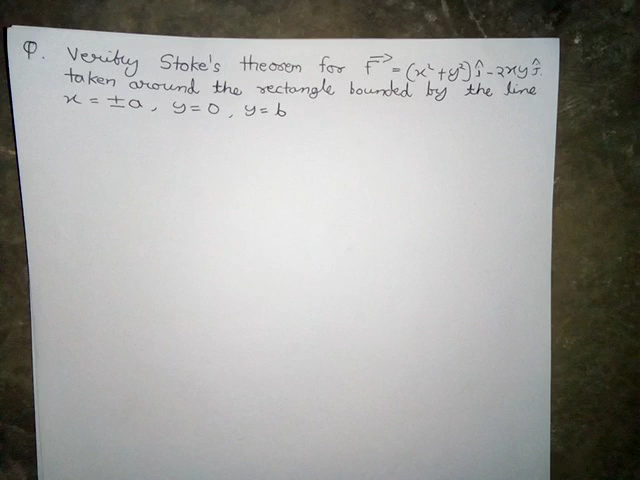 Q. Verify Stoke's theorem for F⃗ = (x² + y²) ĵ - 2xy ĵ.
taken around the rectangle bounded by the line
x = ±a, y = 0, y = b